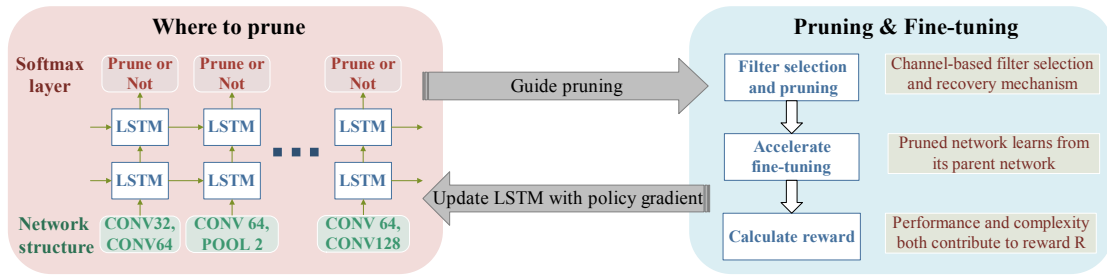 Where to prune
Softmax layer
Prune or Not
Prune or Not
Prune or Not
LSTM
LSTM
LSTM
LSTM
LSTM
LSTM
Network structure
CONV32, CONV64
CONV 64, POOL 2
CONV 64, CONV128
Guide pruning
Update LSTM with policy gradient
Pruning & Fine-tuning
Filter selection and pruning
Channel-based filter selection and recovery mechanism
Accelerate fine-tuning
Pruned network learns from its parent network
Calculate reward
Performance and complexity both contribute to reward R